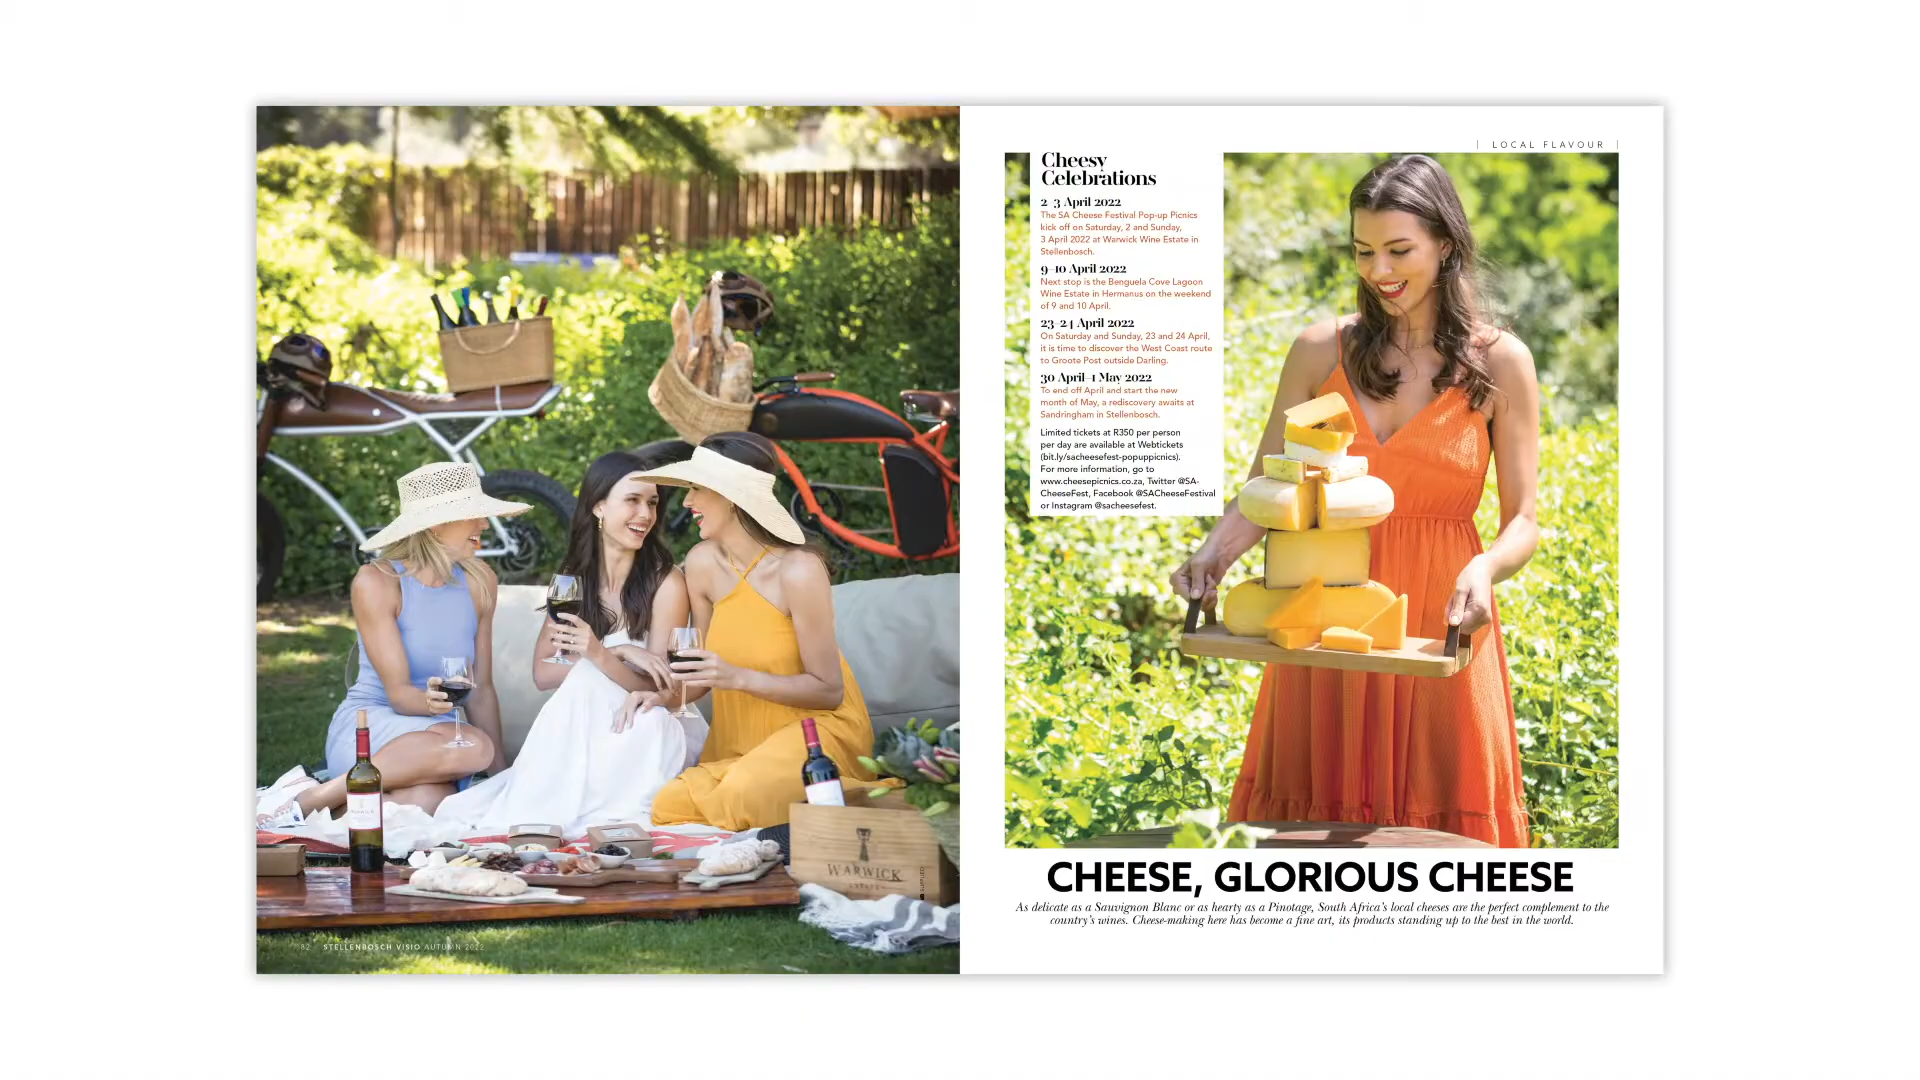 WARWICK
ESTATE
82 STELLENBOSCH VISIO AUTUMN 2022
| LOCAL FLAVOUR |
Cheesy
Celebrations
2–3 April 2022
The SA Cheese Festival Pop-up Picnics
kick off on Saturday, 2 and Sunday,
3 April 2022 at Warwick Wine Estate in
Stellenbosch.
9–10 April 2022
Next stop is the Benguela Cove Lagoon
Wine Estate in Hermanus on the weekend
of 9 and 10 April.
23–24 April 2022
On Saturday and Sunday, 23 and 24 April,
it is time to discover the West Coast route
to Groote Post outside Darling.
30 April–1 May 2022
To end off April and start the new
month of May, a rediscovery awaits at
Sandringham in Stellenbosch.
Limited tickets at R350 per person
per day are available at Webtickets
(bit.ly/sacheesefest-popuppicnics).
For more information, go to
www.cheesepicnics.co.za, Twitter @SA-
CheeseFest, Facebook @SACheeseFestival
or Instagram @sacheesefest.
CHEESE, GLORIOUS CHEESE
As delicate as a Sauvignon Blanc or as hearty as a Pinotage, South Africa's local cheeses are the perfect complement to the
country's wines. Cheese-making here has become a fine art, its products standing up to the best in the world.